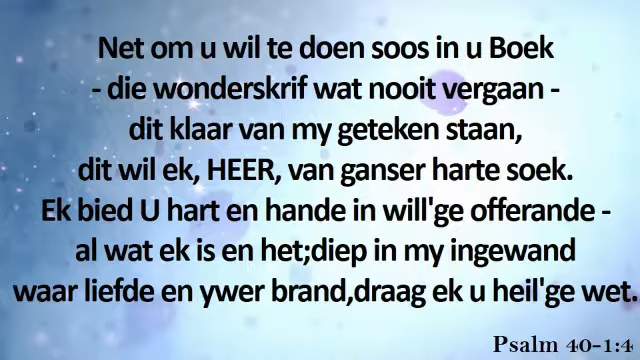 Net om u wil te doen soos in u Boek
- die wonderskrif wat nooit vergaan -
dit klaar van my geteken staan,
dit wil ek, HEER, van ganser harte soek.
Ek bied U hart en hande in will'ge offerande -
al wat ek is en het;diep in my ingewand
waar liefde en ywer brand,draag ek u heil'ge wet.
Psalm 40-1:4